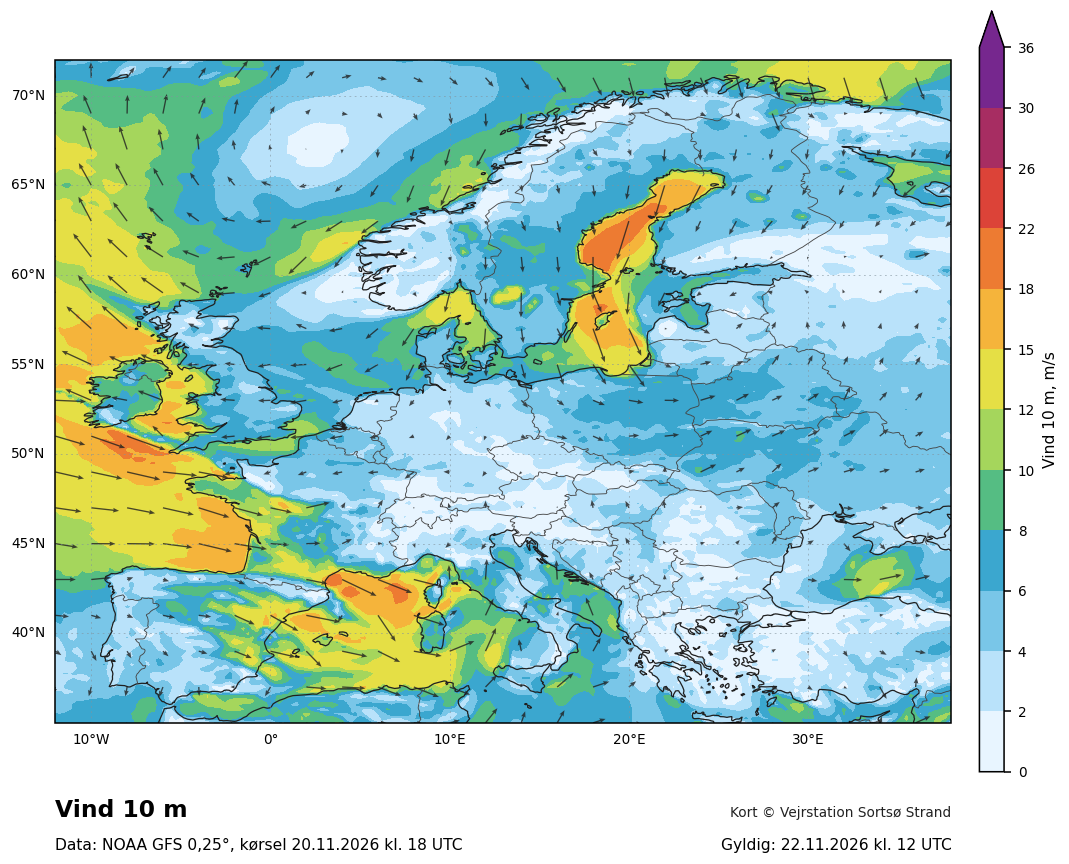 36
30
26
22
18
15
12
10
8
6
4
2
0
Vind 10 m, m/s
70°N
65°N
60°N
55°N
50°N
45°N
40°N
10°W
0°
10°E
20°E
30°E
Vind 10 m
Kort © Vejrstation Sortsø Strand
Data: NOAA GFS 0,25°, kørsel 20.11.2026 kl. 18 UTC
Gyldig: 22.11.2026 kl. 12 UTC